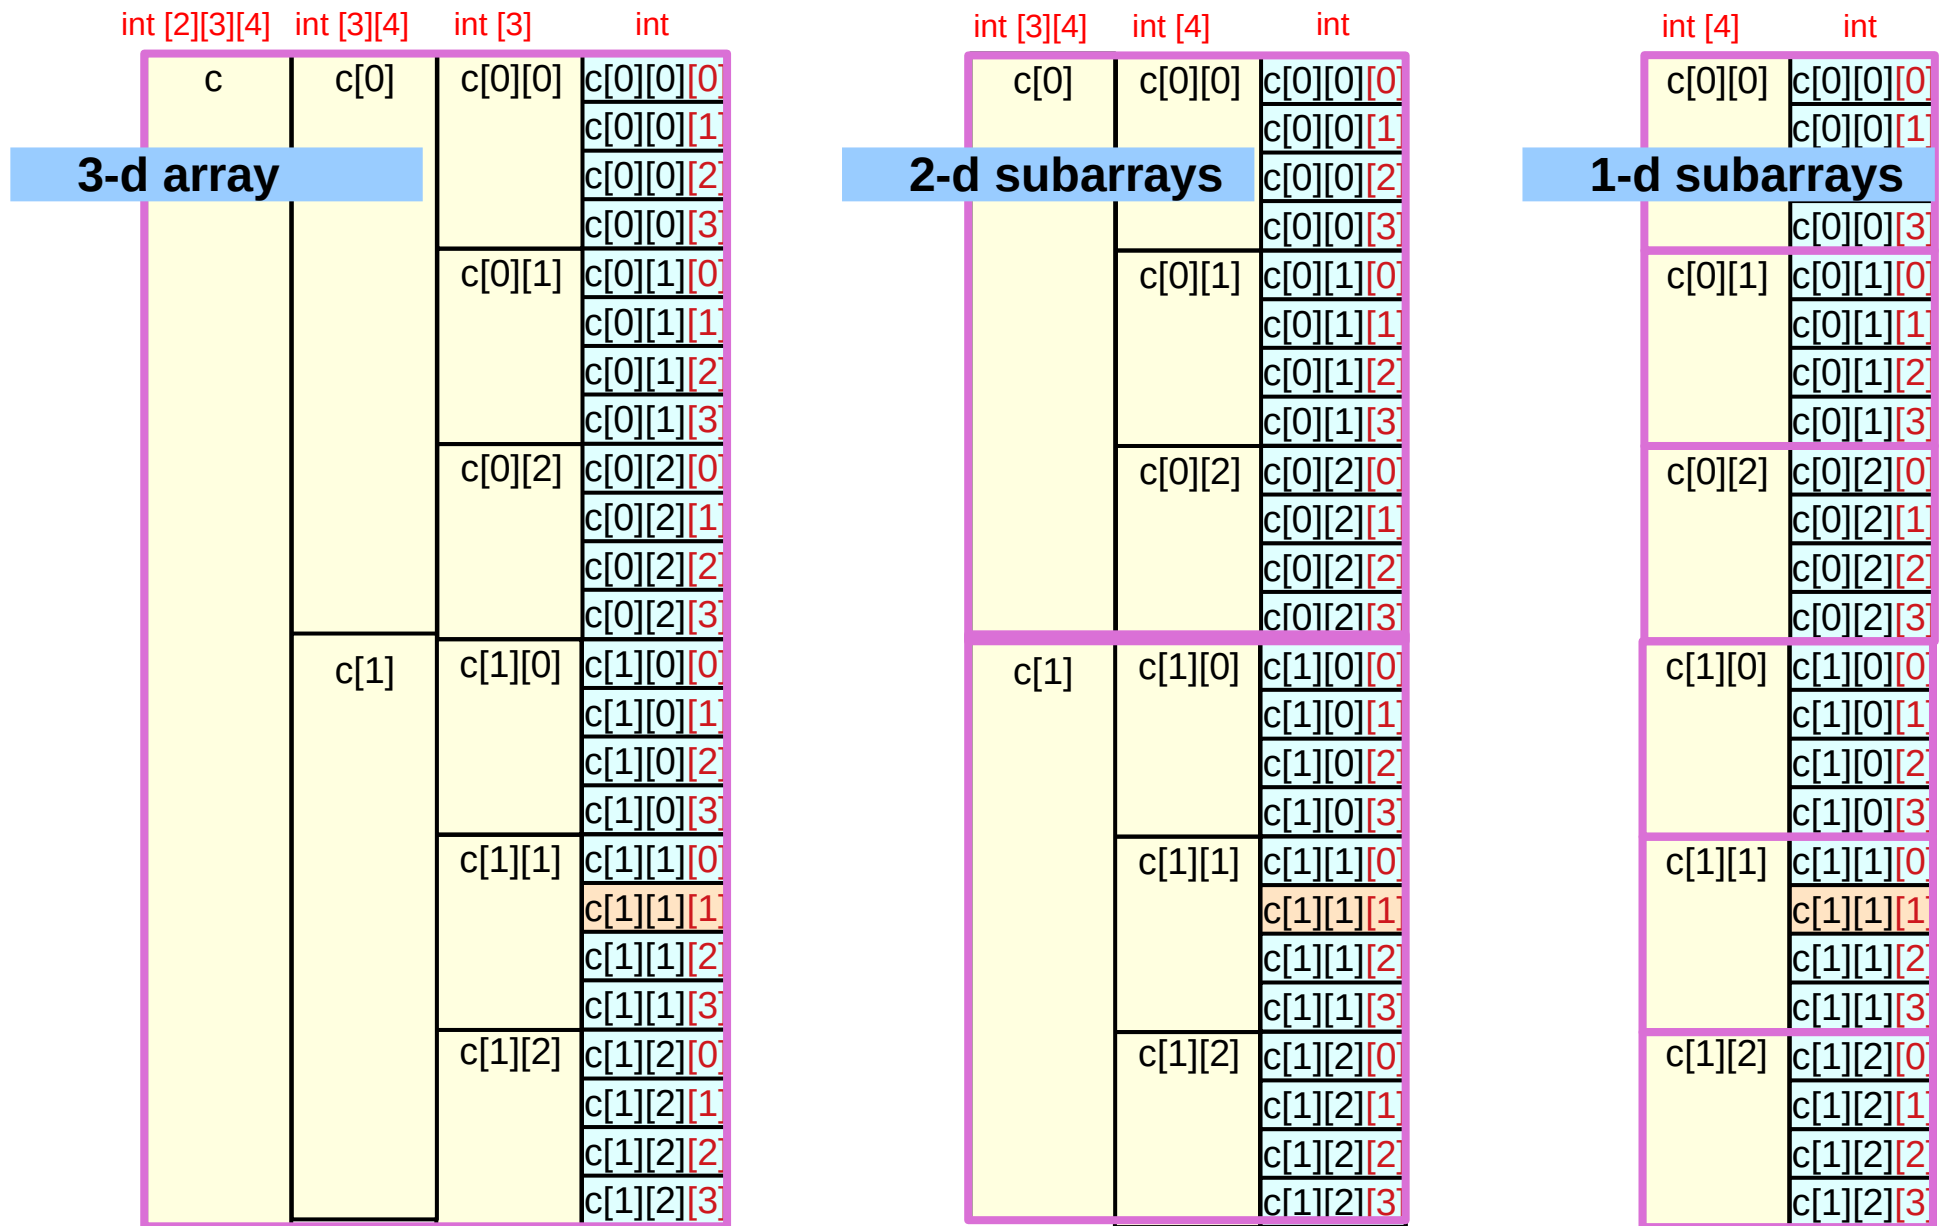 int [2][3][4] int [3][4] int [3] int int [3][4] int [4] int int [4] int
c c[0] c[0][0] c[0][0][0] c[0] c[0][0] c[0][0][0] c[0][0] c[0][0][0]
c[0][0][1] c[0][0][1] c[0][0][1]
3-d array c[0][0][2] 2-d subarrays c[0][0][2] 1-d subarrays
c[0][0][3] c[0][0][3] c[0][0][3]
c[0][1] c[0][1][0] c[0][1] c[0][1][0] c[0][1] c[0][1][0]
c[0][1][1] c[0][1][1] c[0][1][1]
c[0][1][2] c[0][1][2] c[0][1][2]
c[0][1][3] c[0][1][3] c[0][1][3]
c[0][2] c[0][2][0] c[0][2] c[0][2][0] c[0][2] c[0][2][0]
c[0][2][1] c[0][2][1] c[0][2][1]
c[0][2][2] c[0][2][2] c[0][2][2]
c[0][2][3] c[0][2][3] c[0][2][3]
c[1] c[1][0] c[1][0][0] c[1] c[1][0] c[1][0][0] c[1][0] c[1][0][0]
c[1][0][1] c[1][0][1] c[1][0][1]
c[1][0][2] c[1][0][2] c[1][0][2]
c[1][0][3] c[1][0][3] c[1][0][3]
c[1][1] c[1][1][0] c[1][1] c[1][1][0] c[1][1] c[1][1][0]
c[1][1][1] c[1][1][1] c[1][1][1]
c[1][1][2] c[1][1][2] c[1][1][2]
c[1][1][3] c[1][1][3] c[1][1][3]
c[1][2] c[1][2][0] c[1][2] c[1][2][0] c[1][2] c[1][2][0]
c[1][2][1] c[1][2][1] c[1][2][1]
c[1][2][2] c[1][2][2] c[1][2][2]
c[1][2][3] c[1][2][3] c[1][2][3]